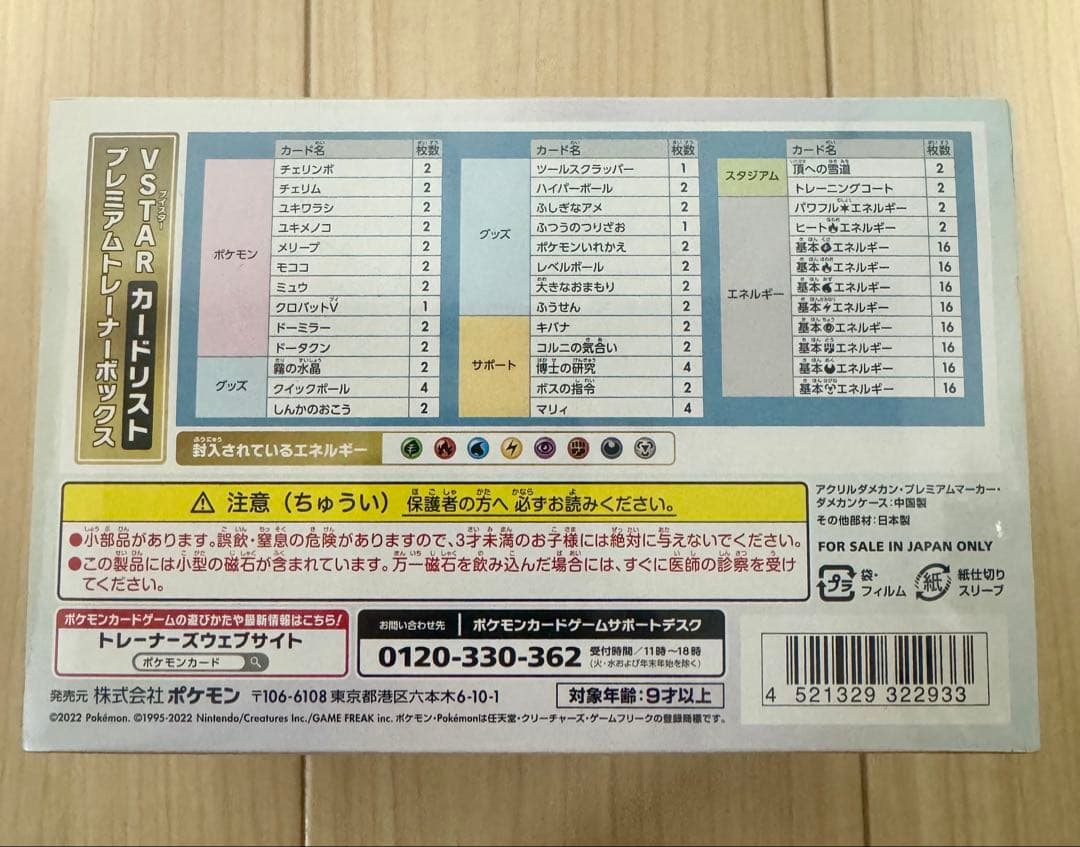 VSTAR カードリスト
ブイスター
プレミアムトレーナーボックス
カード名 枚数
ポケモン
チェリンボ 2
チェリム 2
ユキワラシ 2
ユキメノコ 2
メリープ 2
モココ 2
ミュウ 2
クロバットV 1
ドーミラー 2
ドータクン 2
グッズ
霧の水晶 2
クイックボール 4
しんかのおこう 2
カード名 枚数
グッズ
ツールスクラッパー 1
ハイパーボール 2
ふしぎなアメ 2
ふつうのつりざお 1
ポケモンいれかえ 2
レベルボール 2
大きなおまもり 2
ふうせん 2
サポート
キバナ 2
コルニの気合い 2
博士の研究 4
ボスの指令 2
マリィ 4
カード名 枚数
スタジアム
頂への雪道 2
トレーニングコート 2
エネルギー
パワフルエネルギー 2
ヒートエネルギー 2
基本エネルギー 16
基本エネルギー 16
基本エネルギー 16
基本エネルギー 16
基本エネルギー 16
基本エネルギー 16
基本エネルギー 16
基本エネルギー 16
封入されているエネルギー
注意（ちゅうい） 保護者の方へ 必ずお読みください。
●小部品があります。誤飲・窒息の危険がありますので、3才未満のお子様には絶対に与えないでください。
●この製品には小型の磁石が含まれています。万一磁石を飲み込んだ場合には、すぐに医師の診察を受け
てください。
アクリルダメカン・プレミアムマーカー・
ダメカンケース：中国製
その他部材：日本製
FOR SALE IN JAPAN ONLY
プラ 袋・
フィルム
紙 紙仕切り
スリーブ
ポケモンカードゲームの遊びかたや最新情報はこちら！
トレーナーズウェブサイト
ポケモンカード
お問い合わせ先 ポケモンカードゲームサポートデスク
0120-330-362 受付時間／11時～18時
（火・水および年末年始を除く）
発売元 株式会社ポケモン 〒106-6108 東京都港区六本木6-10-1
対象年齢：9才以上
©2022 Pokémon. ©1995-2022 Nintendo/Creatures Inc./GAME FREAK inc. ポケモン・Pokémonは任天堂・クリーチャーズ・ゲームフリークの登録商標です。
4 521329 322933